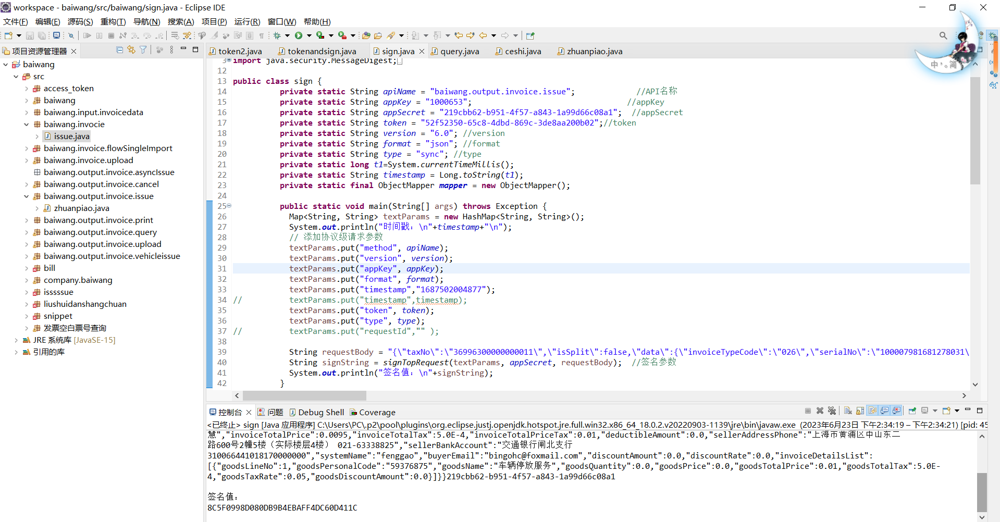 workspace - baiwang/src/baiwang/sign.java - Eclipse IDE
文件(F) 编辑(E) 源码(S) 重构(T) 导航(N) 搜索(A) 项目(P) 运行(R) 窗口(W) 帮助(H)
项目资源管理器
baiwang
src
access_token
baiwang
baiwang.input.invoicedata
baiwang.invocie
issue.java
baiwang.invoice.flowSingleImport
baiwang.invoice.upload
baiwang.output.invoice.asyncIssue
baiwang.output.invoice.cancel
baiwang.output.invoice.issue
zhuanpiao.java
baiwang.output.invoice.print
baiwang.output.invoice.query
baiwang.output.invoice.upload
baiwang.output.invoice.vehicleissue
bill
company.baiwang
isssssue
liushuidanshangchuan
snippet
发票空白票号查询
JRE 系统库 [JavaSE-15]
引用的库
token2.java tokenandsign.java sign.java query.java ceshi.java zhuanpiao.java
中 简
3 import java.security.MessageDigest;
12
13 public class sign {
14 private static String apiName = "baiwang.output.invoice.issue"; //API名称
15 private static String appKey = "1000653"; //appKey
16 private static String appSecret = "219cbb62-b951-4f57-a843-1a99d66c08a1"; //appSecret
17 private static String token = "52f52350-65c8-4dbd-869c-3de8aa200b02";//token
18 private static String version = "6.0"; //version
19 private static String format = "json"; //format
20 private static String type = "sync"; //type
21 private static long t1=System.currentTimeMillis();
22 private static String timestamp = Long.toString(t1);
23 private static final ObjectMapper mapper = new ObjectMapper();
24
25 public static void main(String[] args) throws Exception {
26 Map<String, String> textParams = new HashMap<String, String>();
27 System.out.println("时间戳：\n"+timestamp+"\n");
28 // 添加协议级请求参数
29 textParams.put("method", apiName);
30 textParams.put("version", version);
31 textParams.put("appKey", appKey);
32 textParams.put("format", format);
33 textParams.put("timestamp","1687502004877");
34 // textParams.put("timestamp",timestamp);
35 textParams.put("token", token);
36 textParams.put("type", type);
37 // textParams.put("requestId","" );
38
39 String requestBody = "{\"taxNo\":\"36996300000000011\",\"isSplit\":false,\"data\":{\"invoiceTypeCode\":\"026\",\"serialNo\":\"100007981681278031\
40 String signString = signTopRequest(textParams, appSecret, requestBody); //签名参数
41 System.out.println("签名值：\n"+signString);
42 }
控制台 问题 Debug Shell Coverage
<已终止> sign [Java 应用程序] C:\Users\PC\.p2\pool\plugins\org.eclipse.justj.openjdk.hotspot.jre.full.win32.x86_64_18.0.2.v20220903-1139\jre\bin\javaw.exe (2023年6月23日 下午2:34:19 – 下午2:34:21) [pid: 45
慧","invoiceTotalPrice":0.0095,"invoiceTotalTax":5.0E-4,"invoiceTotalPriceTax":0.01,"deductibleAmount":0.0,"sellerAddressPhone":"上海市黄浦区中山东二
路600号2幢5楼（实际楼层4楼） 021-63338825","sellerBankAccount":"交通银行闸北支行
310066441018170000000","systemName":"fenggao","buyerEmail":"bingohc@foxmail.com","discountAmount":0.0,"discountRate":0.0,"invoiceDetailsList":
[{"goodsLineNo":1,"goodsPersonalCode":"59376875","goodsName":"车辆停放服务","goodsQuantity":0.0,"goodsPrice":0.0,"goodsTotalPrice":0.01,"goodsTotalTax":5.0E-
4,"goodsTaxRate":0.05,"goodsDiscountAmount":0.0}]}}219cbb62-b951-4f57-a843-1a99d66c08a1
签名值：
8C5F0998D080DB9B4EBAFF4DC60D411C